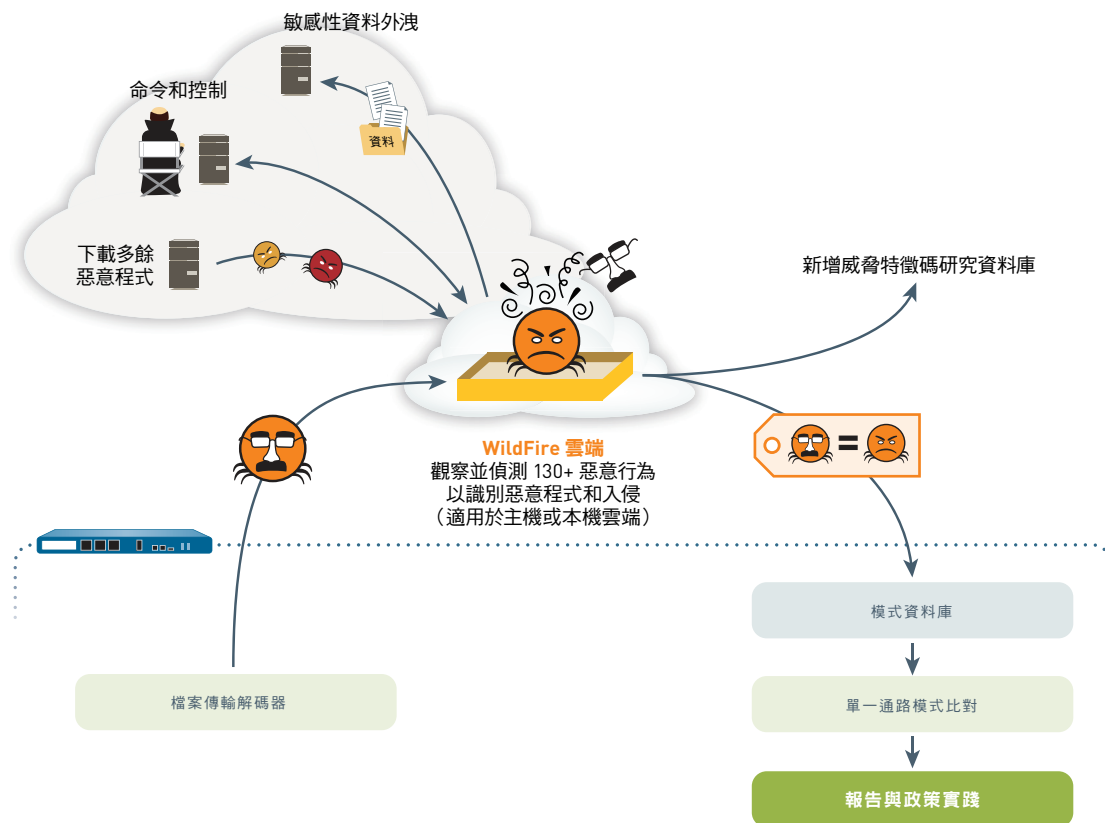 敏感性資料外洩
命令和控制
資料
下載多餘
惡意程式
新增威脅特徵碼研究資料庫
WildFire 雲端
觀察並偵測 130+ 惡意行為
以識別惡意程式和入侵
（適用於主機或本機雲端）
模式資料庫
檔案傳輸解碼器
單一通路模式比對
報告與政策實踐